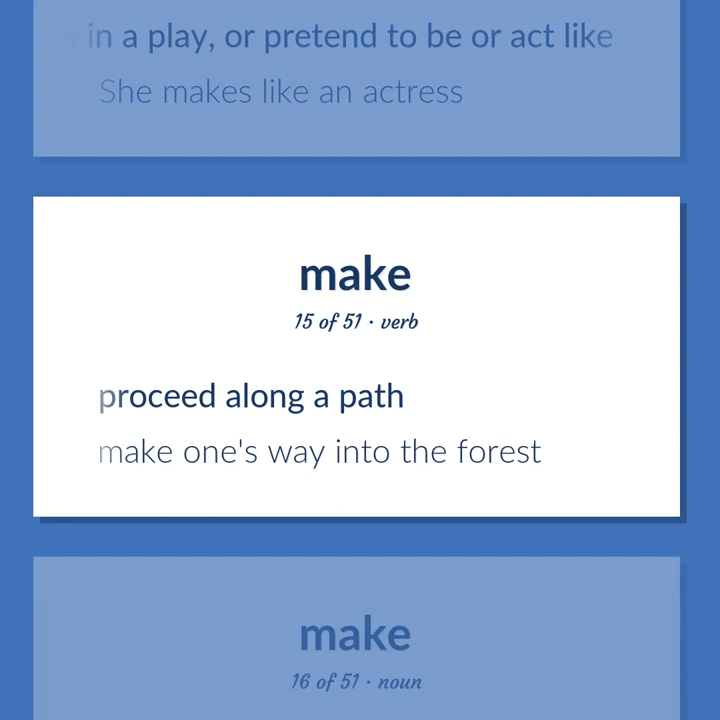 in a play, or pretend to be or act like
She makes like an actress
make
15 of 51 · verb
proceed along a path
make one's way into the forest
make
16 of 51 · noun